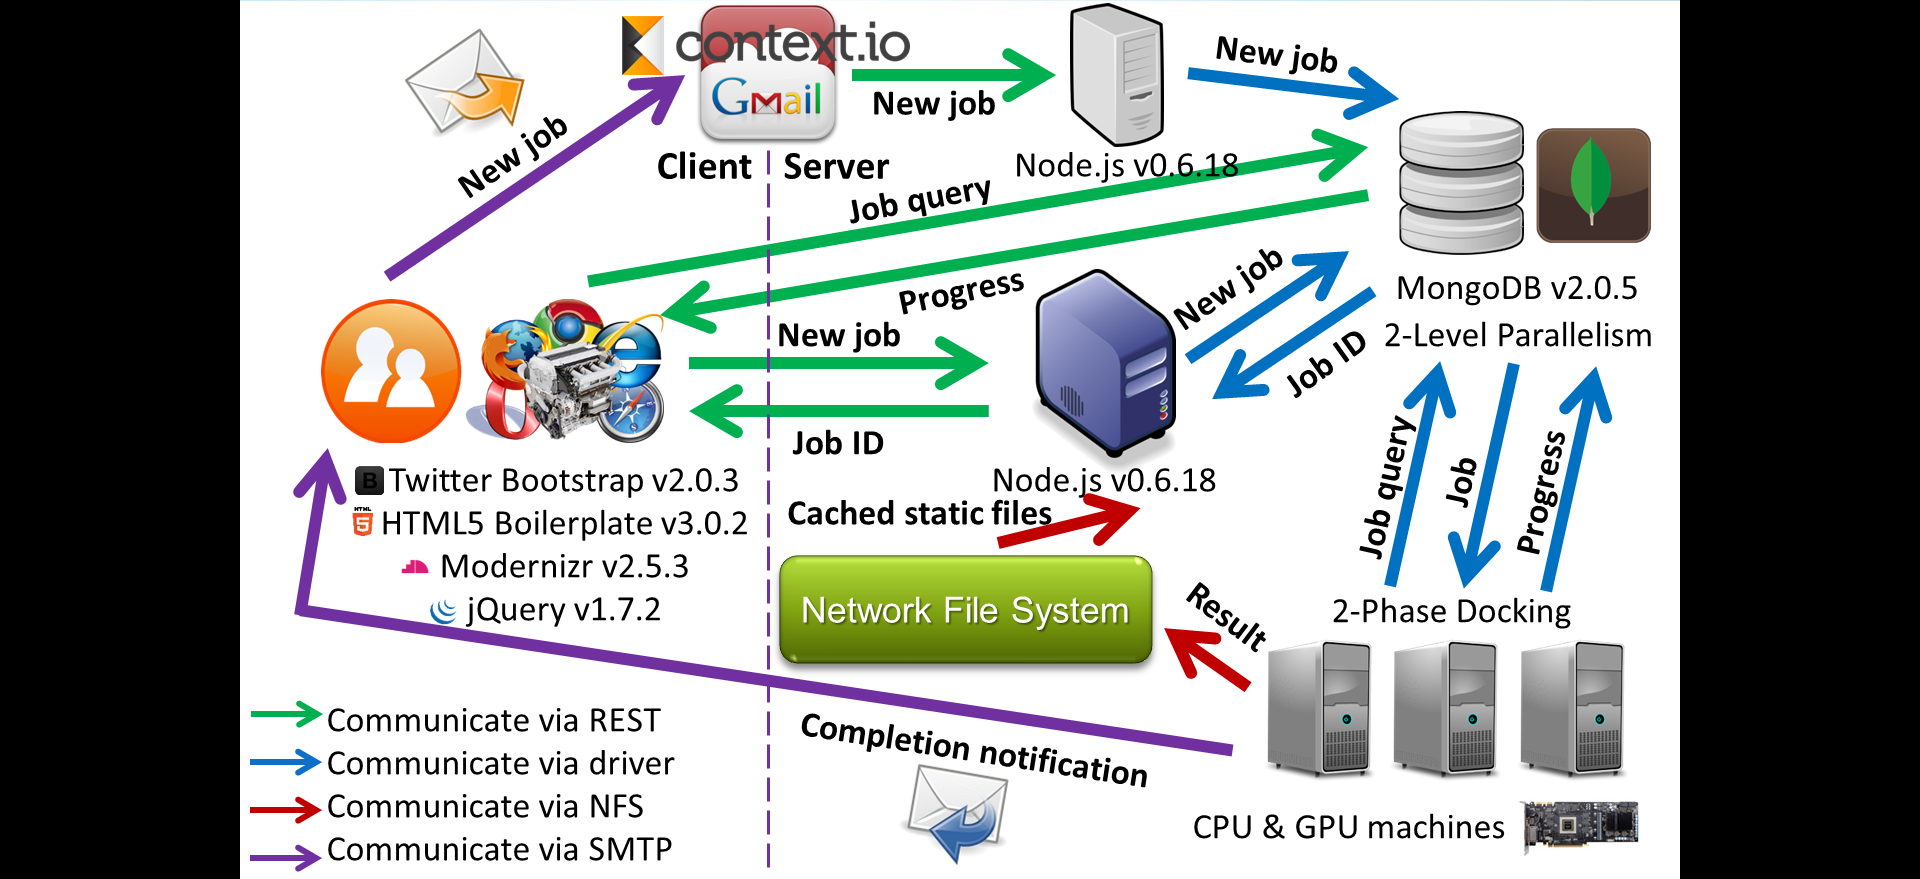 context.io
Gmail
New job
New job
New job
Client
Server
Node.js v0.6.18
Job query
Progress
MongoDB v2.0.5
2-Level Parallelism
New job
Job ID
New job
Job ID
Node.js v0.6.18
B Twitter Bootstrap v2.0.3
HTML
5 HTML5 Boilerplate v3.0.2
Modernizr v2.5.3
jQuery v1.7.2
Cached static files
Network File System
Job query
Job
Progress
2-Phase Docking
Result
Completion notification
CPU & GPU machines
Communicate via REST
Communicate via driver
Communicate via NFS
Communicate via SMTP